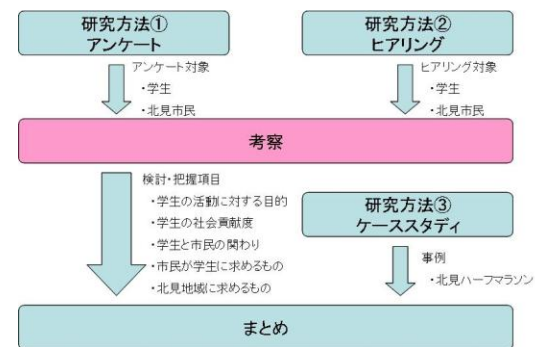 研究方法①
アンケート
アンケート対象
・学生
・北見市民
研究方法②
ヒアリング
ヒアリング対象
・学生
・北見市民
考察
検討・把握項目
・学生の活動に対する目的
・学生の社会貢献度
・学生と市民の関わり
・市民が学生に求めるもの
・北見地域に求めるもの
研究方法③
ケーススタディ
事例
・北見ハーフマラソン
まとめ